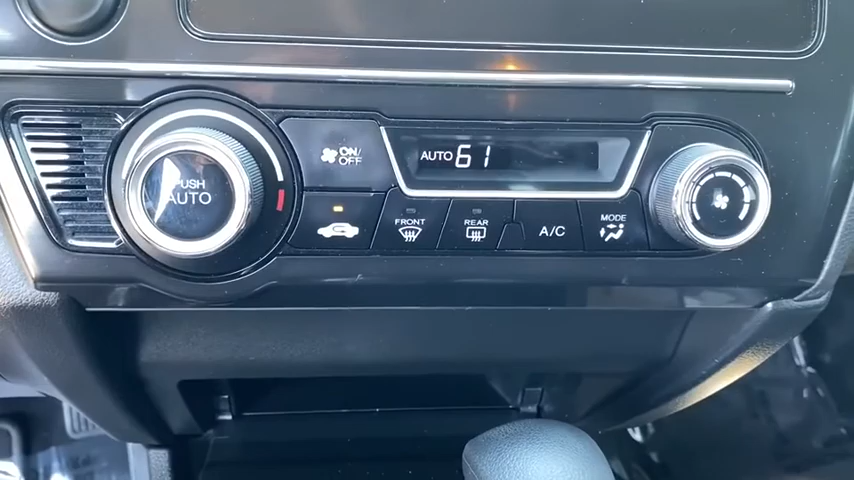 ON/
OFF
AUTO 61
PUSH
AUTO
FRONT
REAR
A/C
MODE